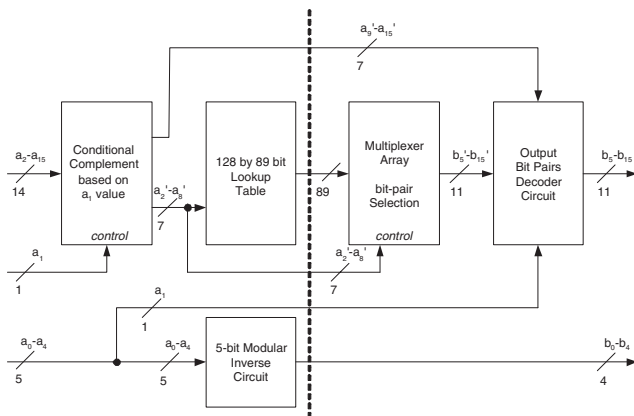 a9'-a15'
7
a2-a15
14
Conditional
Complement
based on
a1 value
control
a2'-a8'
7
128 by 89 bit
Lookup
Table
89
Multiplexer
Array
bit-pair
Selection
control
b5'-b15'
11
Output
Bit Pairs
Decoder
Circuit
b5-b15
11
a1
1
a2'-a8'
7
a1
1
a0-a4
5
a0-a4
5
5-bit Modular
Inverse
Circuit
b0-b4
4